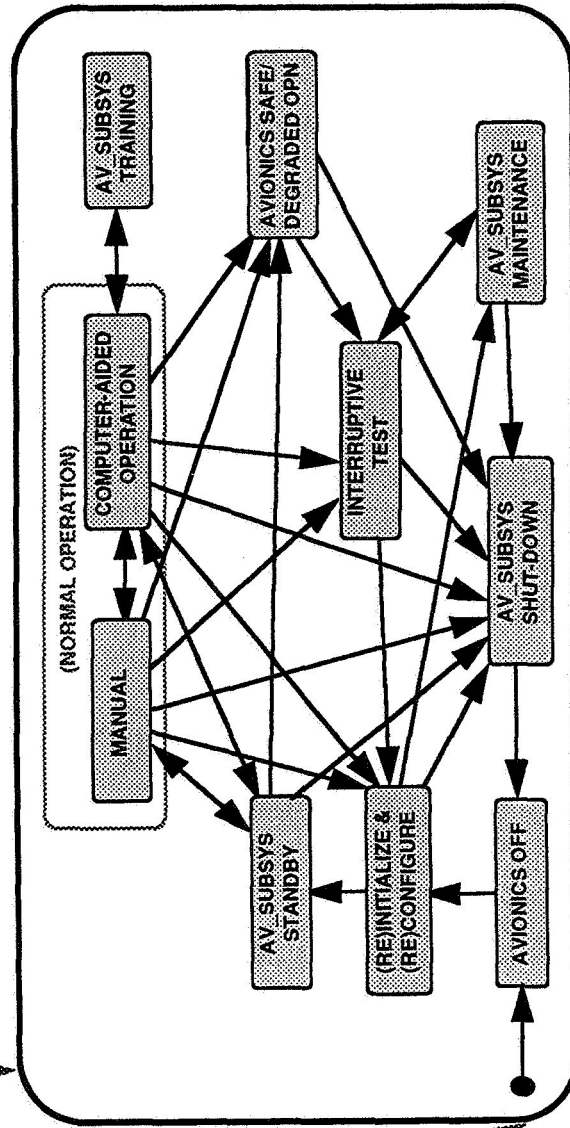 (NORMAL OPERATION)
MANUAL
COMPUTER-AIDED
OPERATION
AV_SUBSYS
TRAINING
AV_SUBSYS
STANDBY
AVIONICS SAFE/
DEGRADED OPN
(RE)INITIALIZE &
(RE)CONFIGURE
INTERRUPTIVE
TEST
AVIONICS OFF
AV_SUBSYS
SHUT-DOWN
AV_SUBSYS
MAINTENANCE